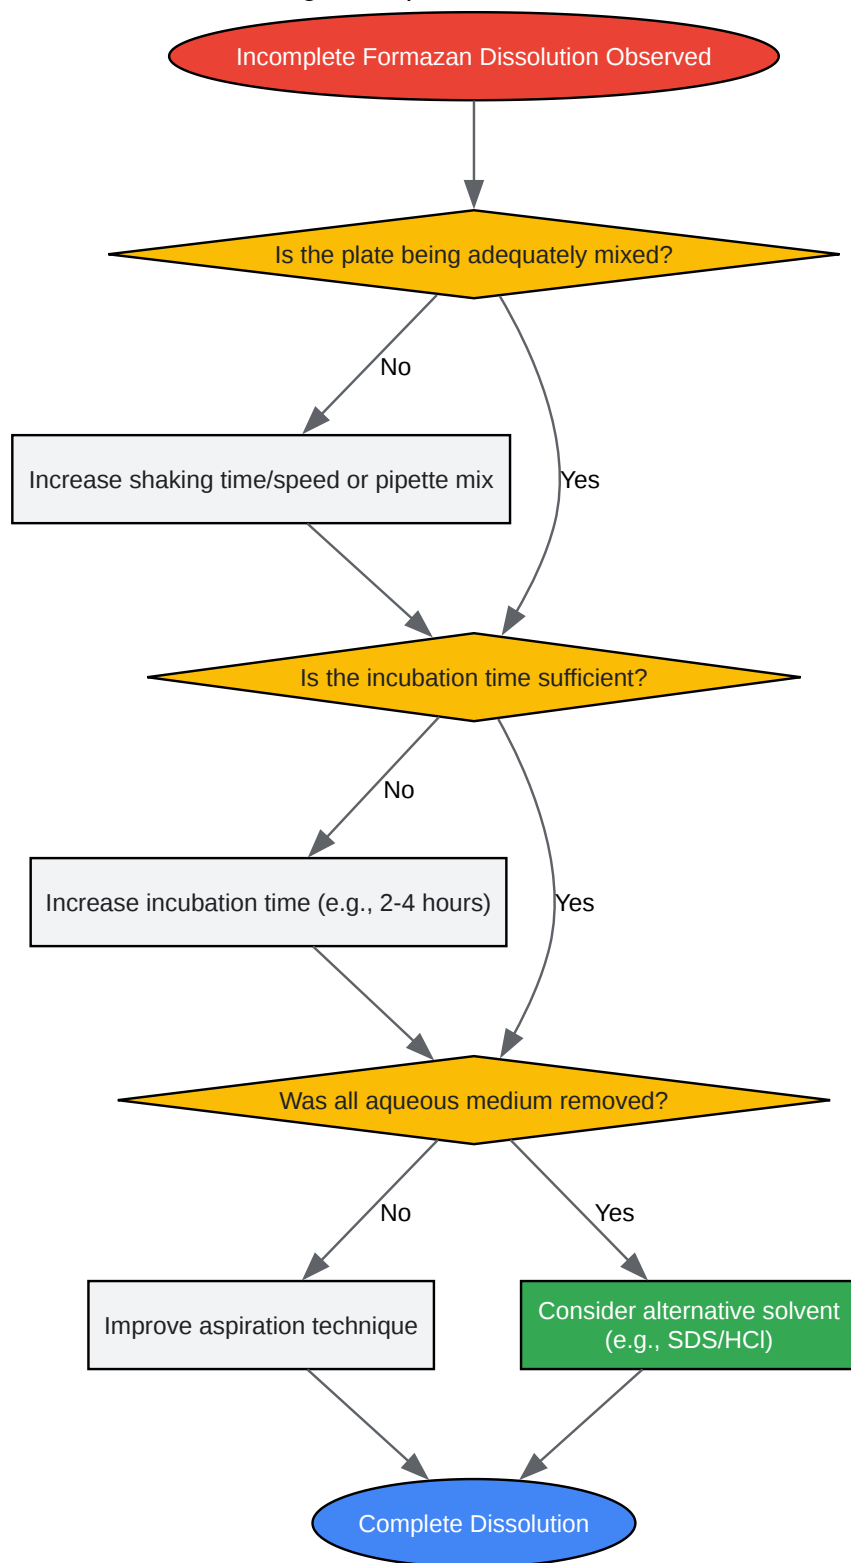 Incomplete Formazan Dissolution Observed
Is the plate being adequately mixed?
No
Increase shaking time/speed or pipette mix
Yes
Is the incubation time sufficient?
No
Increase incubation time (e.g., 2-4 hours)
Yes
Was all aqueous medium removed?
No
Yes
Improve aspiration technique
Consider alternative solvent
(e.g., SDS/HCl)
Complete Dissolution